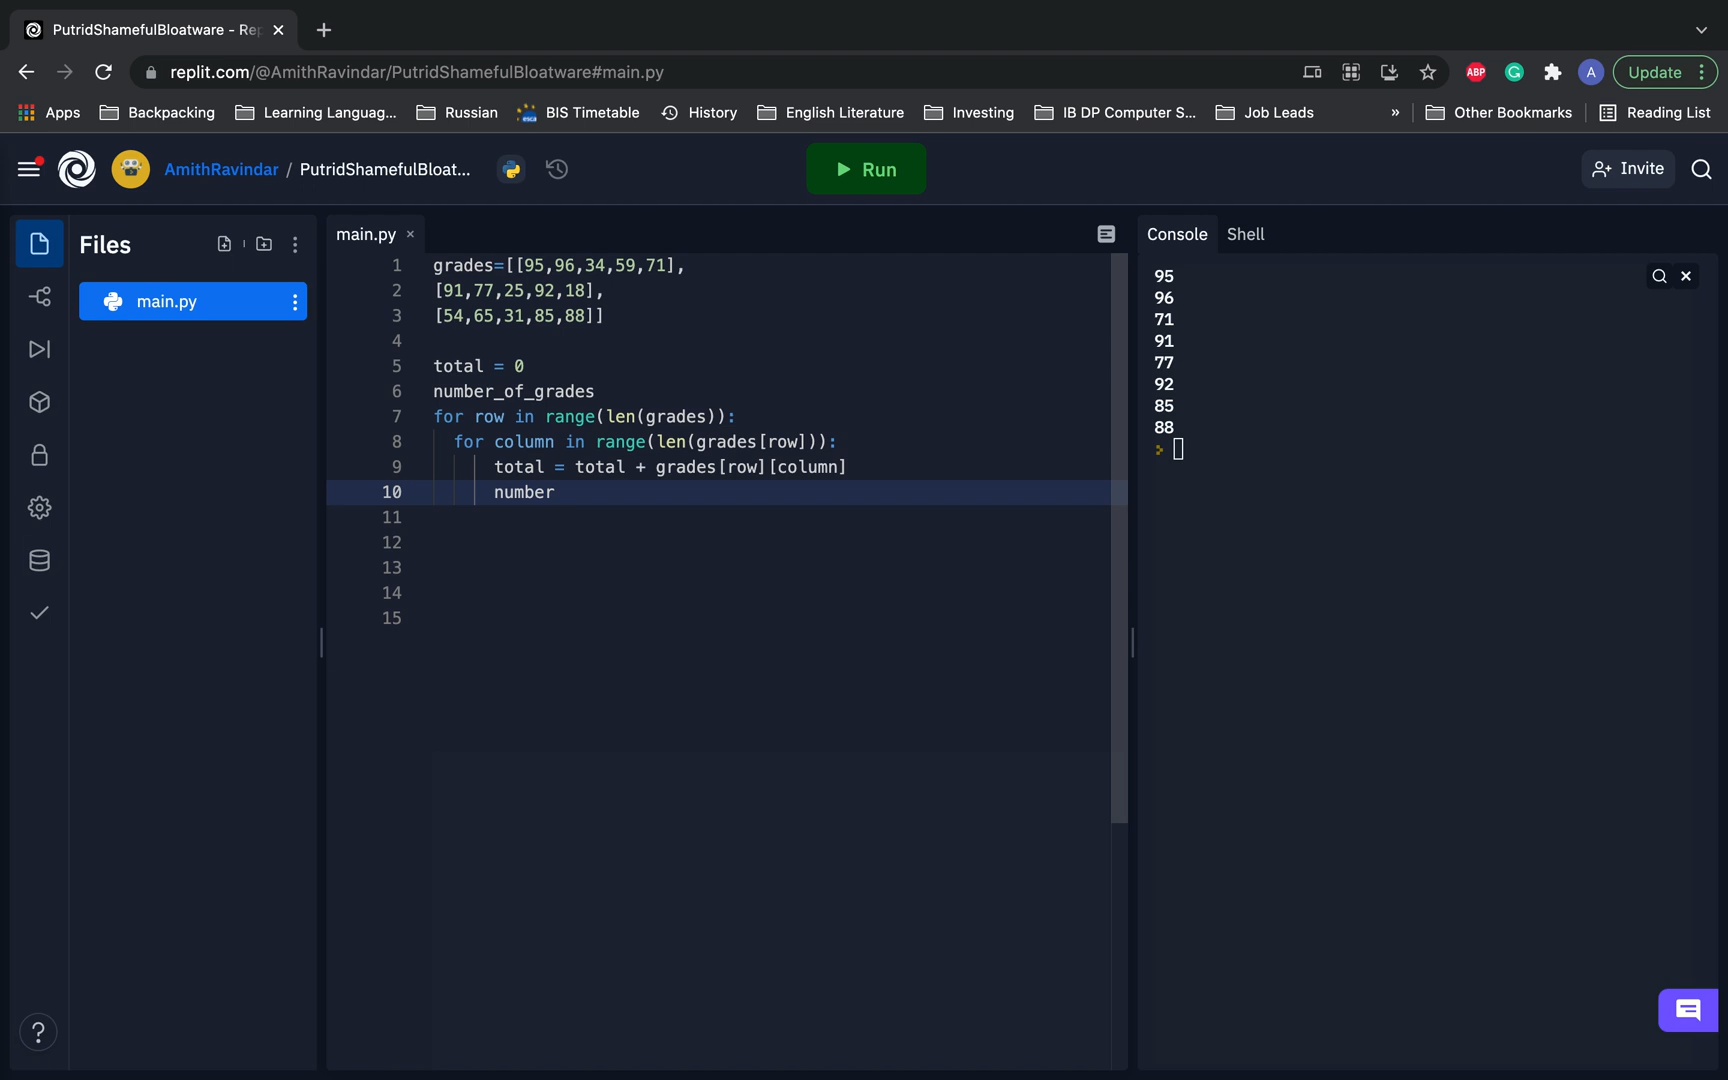 PutridShamefulBloatware - Rep
replit.com/@AmithRavindar/PutridShamefulBloatware#main.py
ABP
G
A
Update
Apps
Backpacking
Learning Languag...
Russian
BIS Timetable
History
English Literature
Investing
IB DP Computer S...
Job Leads
»
Other Bookmarks
Reading List
AmithRavindar / PutridShamefulBloat...
Run
Invite
Files
main.py
main.py
Console
Shell
1 grades=[[95,96,34,59,71],
2 [91,77,25,92,18],
3 [54,65,31,85,88]]
4
5 total = 0
6 number_of_grades
7 for row in range(len(grades)):
8 for column in range(len(grades[row])):
9 total = total + grades[row][column]
10 number
11
12
13
14
15
95
96
71
91
77
92
85
88
?